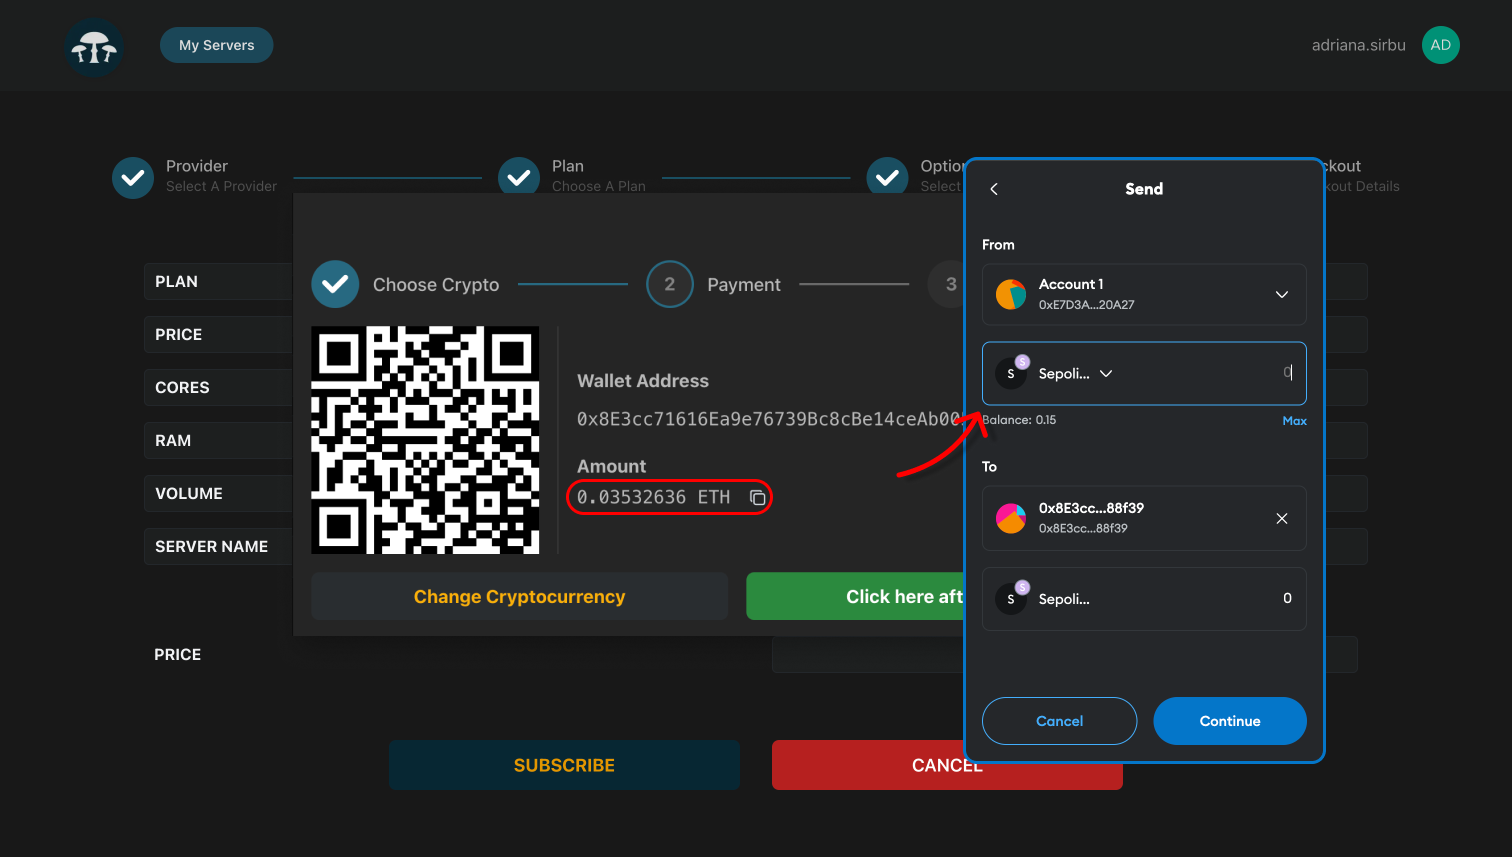 My Servers
adriana.sirbu
AD
Provider
Select A Provider
Plan
Choose A Plan
Option
Select
ckout
kout Details
PLAN
PRICE
CORES
RAM
VOLUME
SERVER NAME
PRICE
SUBSCRIBE
CANCEL
Choose Crypto
2
Payment
3
Wallet Address
0x8E3cc71616Ea9e76739Bc8cBe14ceAb00
Amount
0.03532636 ETH
Change Cryptocurrency
Click here aft
Send
From
Account 1
0xE7D3A...20A27
S
S
Sepoli...
0
Balance: 0.15
Max
To
0x8E3cc...88f39
0x8E3cc...88f39
S
S
Sepoli...
0
Cancel
Continue